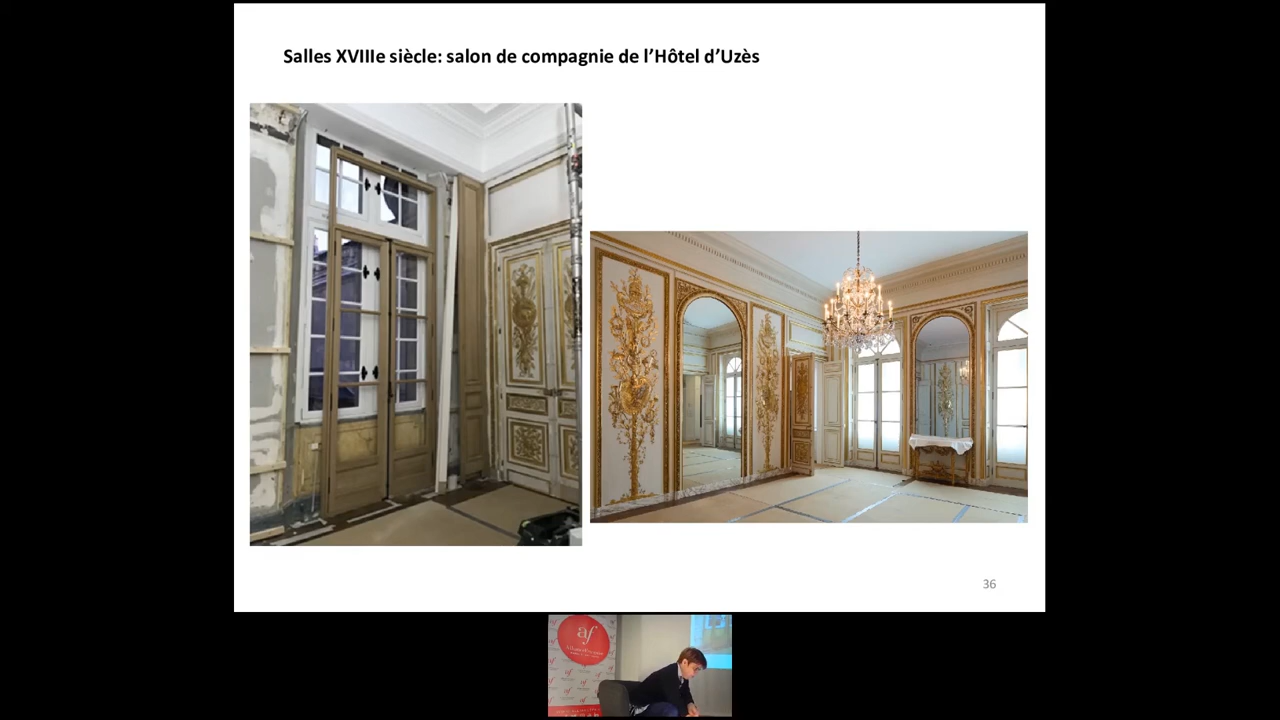 Salles XVIIIe siècle: salon de compagnie de l’Hôtel d’Uzès
36
af